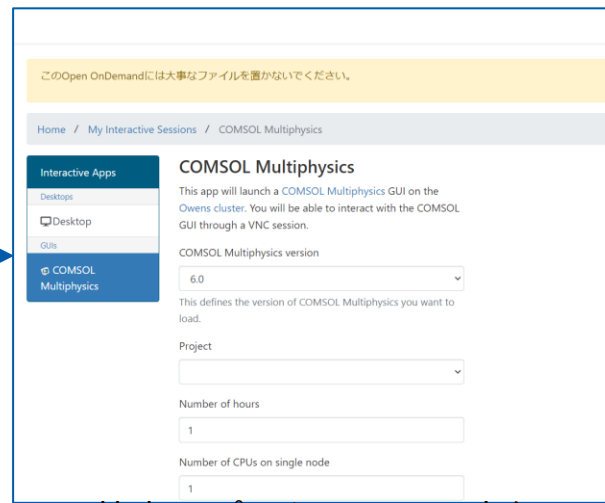 このOpen OnDemandには大事なファイルを置かないでください。
Home / My Interactive Sessions / COMSOL Multiphysics
Interactive Apps
Desktops
Desktop
GUIs
COMSOL
Multiphysics
COMSOL Multiphysics
This app will launch a COMSOL Multiphysics GUI on the
Owens cluster. You will be able to interact with the COMSOL
GUI through a VNC session.
COMSOL Multiphysics version
6.0
This defines the version of COMSOL Multiphysics you want to
load.
Project
Number of hours
1
Number of CPUs on single node
1